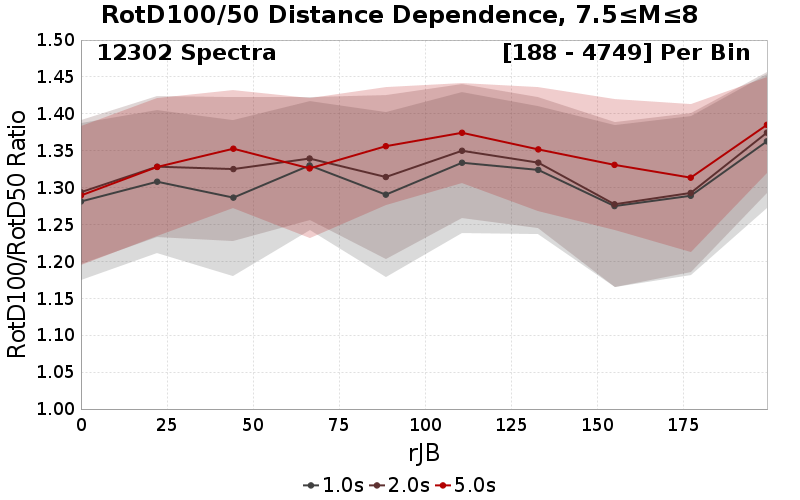 RotD100/50 Distance Dependence, 7.5≤M≤8
12302 Spectra
[188 - 4749] Per Bin
RotD100/RotD50 Ratio
1.50
1.45
1.40
1.35
1.30
1.25
1.20
1.15
1.10
1.05
1.00
0 25 50 75 100 125 150 175
rJB
1.0s 2.0s 5.0s